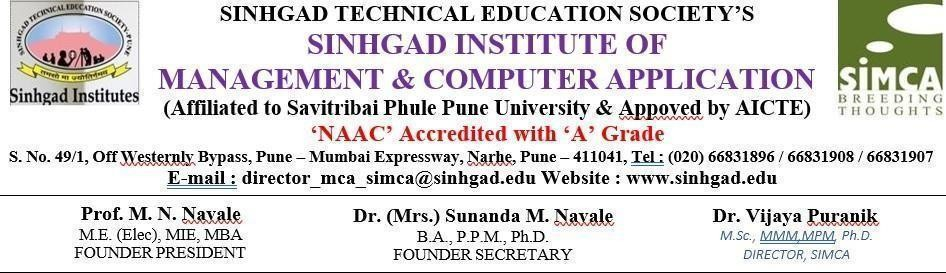 SINHGAD TECHNICAL EDUCATION SOCIETY'S
SINHGAD INSTITUTE OF
MANAGEMENT & COMPUTER APPLICATION
(Affiliated to Savitribai Phule Pune University & Appoved by AICTE)
'NAAC' Accredited with 'A' Grade
S. No. 49/1, Off Westernly Bypass, Pune – Mumbai Expressway, Narhe, Pune – 411041, Tel : (020) 66831896 / 66831908 / 66831907
E-mail : director_mca_simca@sinhgad.edu Website : www.sinhgad.edu
SINHGAD TECHNICAL EDUCATION SOCIETY-PUNE
तमसो मा ज्योतिर्गमय
Sinhgad Institutes
SIMCA
BREEDING
THOUGHTS
Prof. M. N. Navale
M.E. (Elec), MIE, MBA
FOUNDER PRESIDENT
Dr. (Mrs.) Sunanda M. Navale
B.A., P.P.M., Ph.D.
FOUNDER SECRETARY
Dr. Vijaya Puranik
M.Sc., MMM,MPM, Ph.D.
DIRECTOR, SIMCA